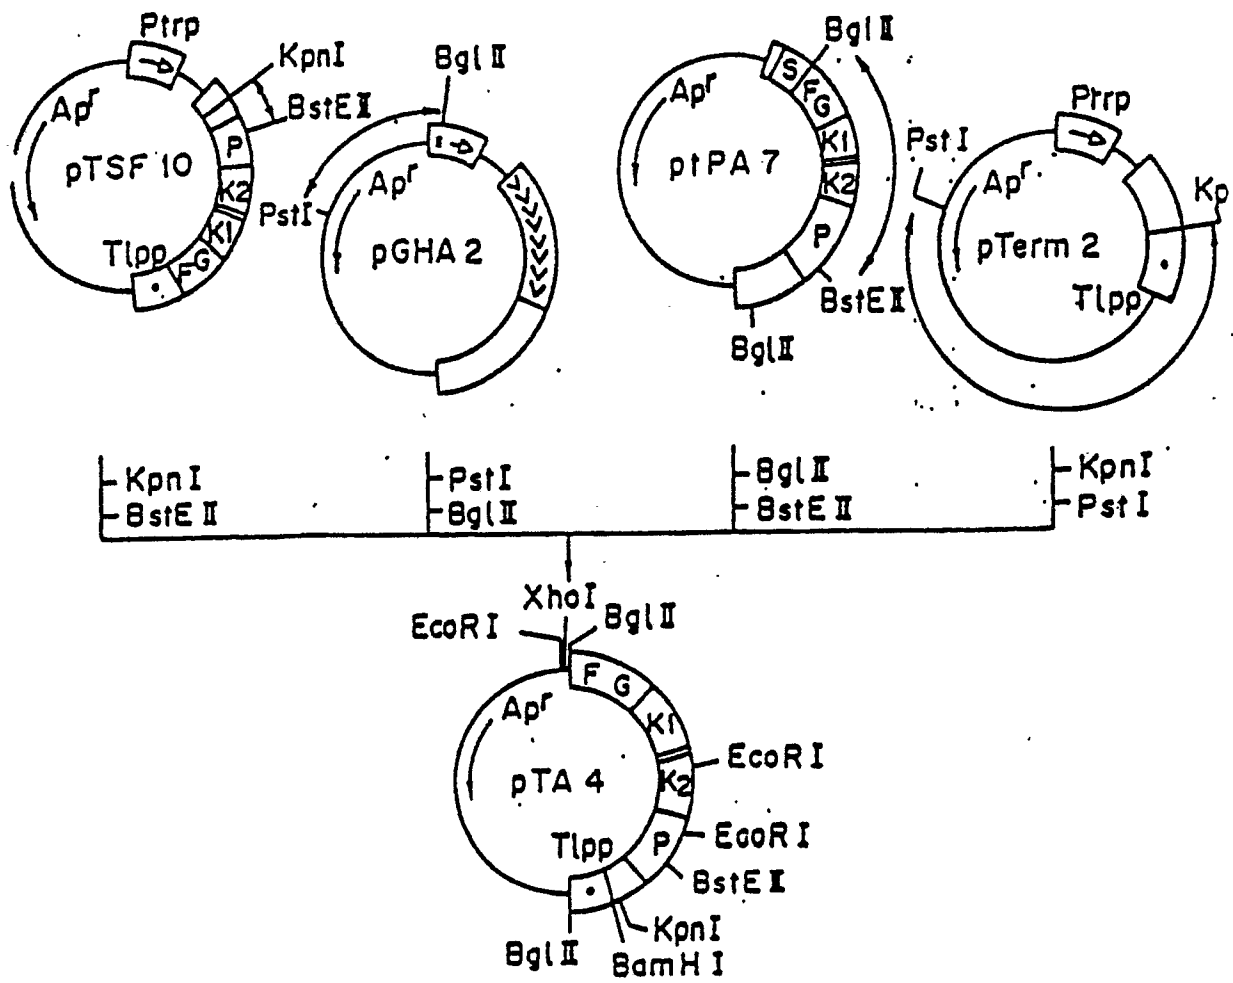 Ptrp
KpnI
BstEII
Apr
pTSF 10
P
K2
K1
FG
Tlpp
BglII
PstI
Apr
pGHA 2
BglII
S
FG
K1
K2
P
Apr
ptPA 7
BstEII
BglII
Ptrp
PstI
Apr
Kp
pTerm 2
Tlpp
KpnI
BstEII
PstI
BglII
BglII
BstEII
KpnI
PstI
XhoI
EcoRI
BglII
F G
K1
K2
P
Apr
pTA 4
EcoRI
EcoRI
Tlpp
BstEII
KpnI
BglII
BamHI